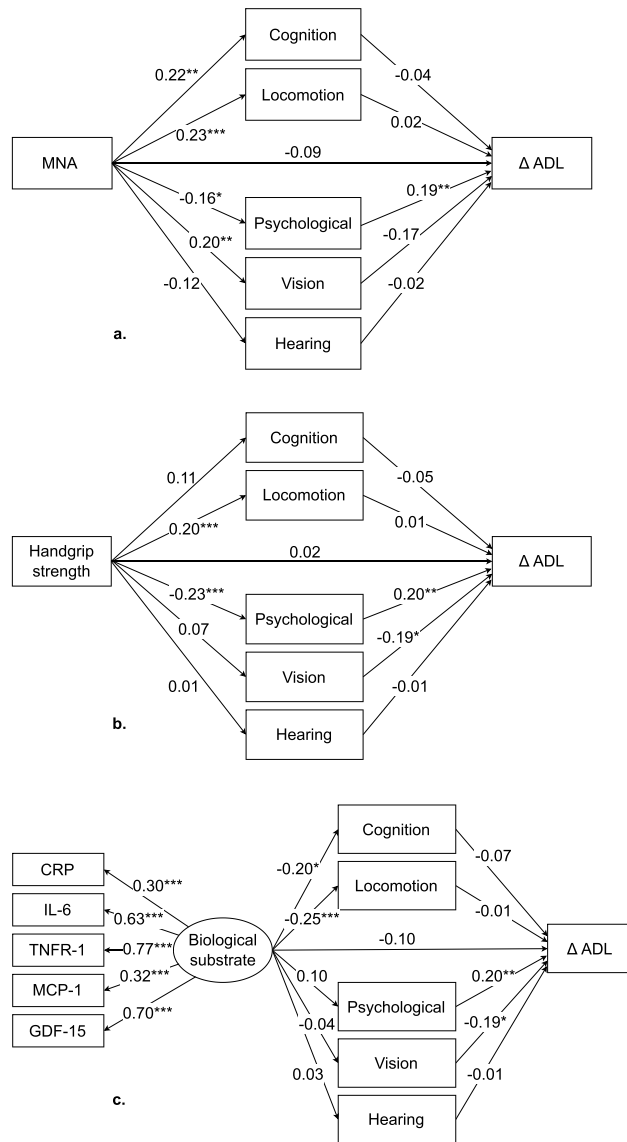 Cognition
0.22**
-0.04
Locomotion
0.23***
0.02
MNA
-0.09
Δ ADL
-0.16*
0.19**
Psychological
0.20**
-0.17
Vision
-0.12
-0.02
Hearing
a.
Cognition
0.11
-0.05
Locomotion
0.20***
0.01
Handgrip
strength
0.02
Δ ADL
-0.23***
0.20**
Psychological
0.07
-0.19*
Vision
0.01
-0.01
Hearing
b.
Cognition
CRP
-0.20*
-0.07
0.30***
Locomotion
IL-6
0.63***
-0.25***
-0.01
TNFR-1
0.77***
Biological
substrate
-0.10
Δ ADL
MCP-1
0.32***
0.10
0.20**
Psychological
GDF-15
0.70***
-0.04
-0.19*
Vision
0.03
-0.01
Hearing
c.